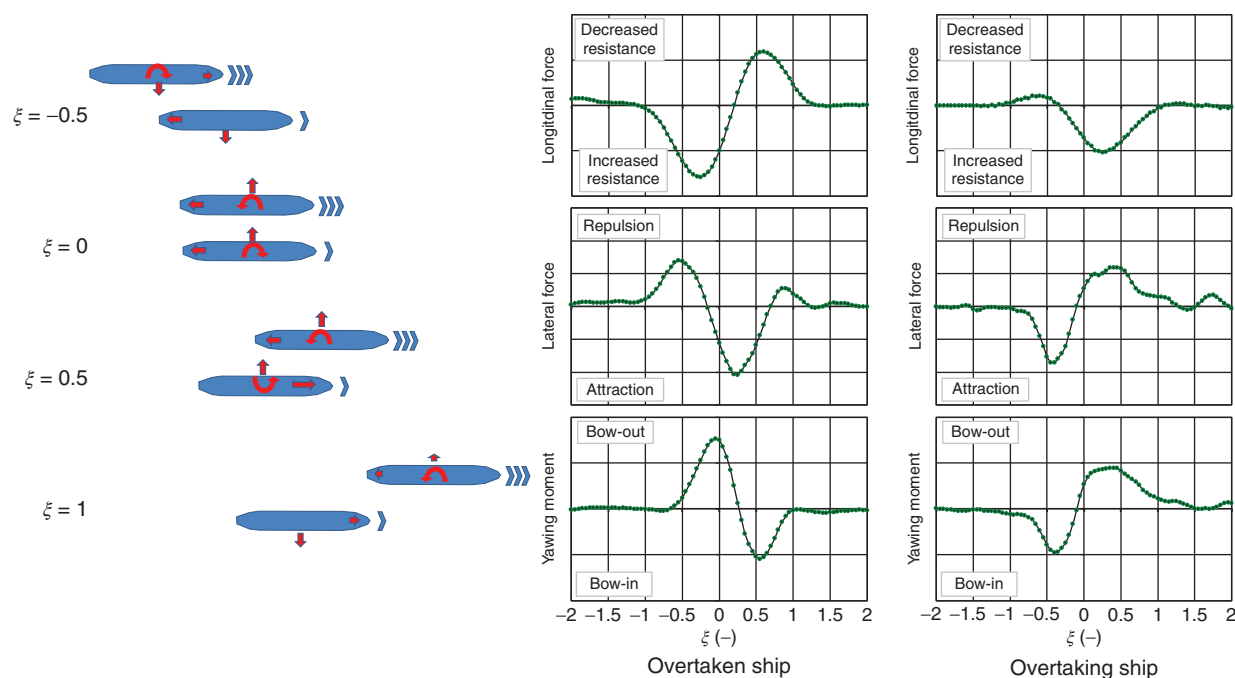 ξ = −0.5
ξ = 0
ξ = 0.5
ξ = 1
Longitdinal force
Decreased
resistance
Increased
resistance
Lateral force
Repulsion
Attraction
Yawing moment
Bow-out
Bow-in
−2 −1.5 −1 −0.5 0 0.5 1 1.5 2
ξ (−)
Overtaken ship
Longitudinal force
Decreased
resistance
Increased
resistance
Lateral force
Repulsion
Attraction
Yawing moment
Bow-out
Bow-in
−2 −1.5 −1 −0.5 0 0.5 1 1.5 2
ξ (−)
Overtaking ship